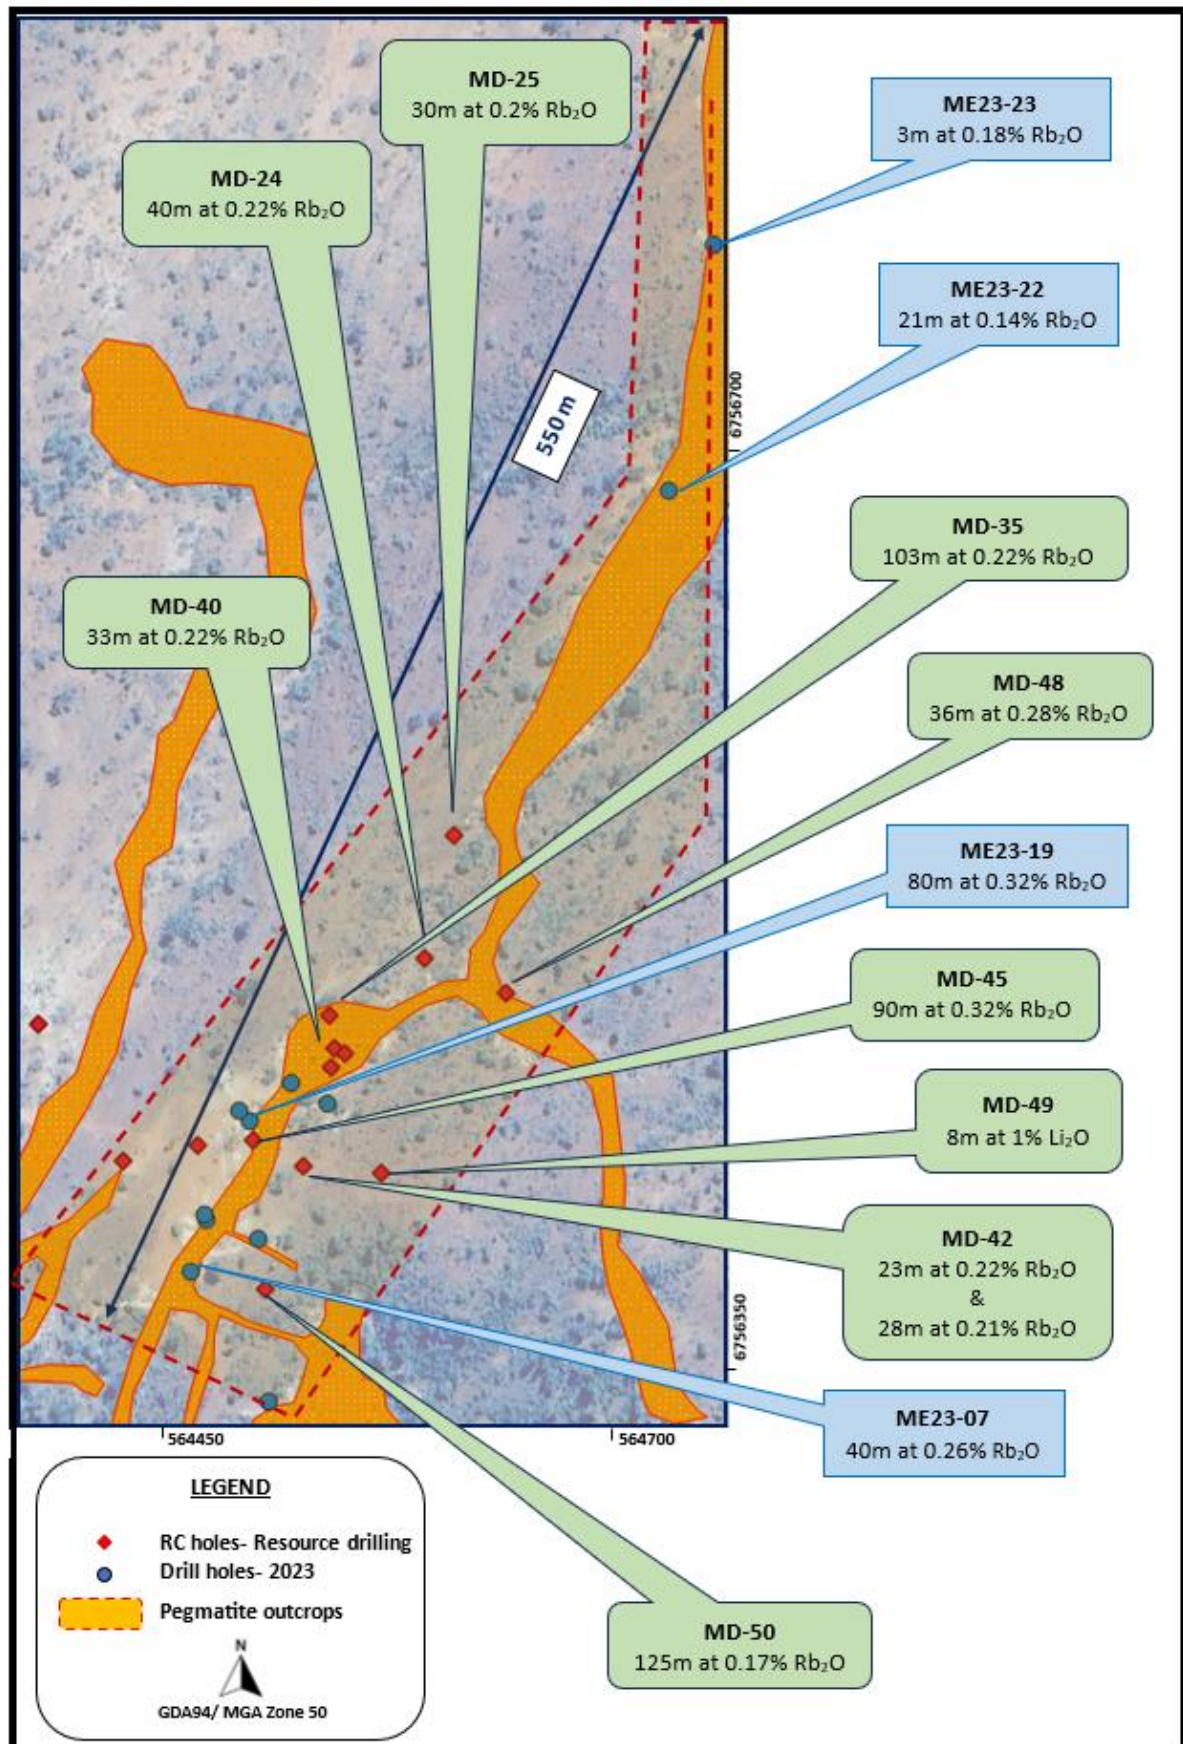 MD-25
30m at 0.2% Rb₂O
ME23-23
3m at 0.18% Rb₂O
MD-24
40m at 0.22% Rb₂O
ME23-22
21m at 0.14% Rb₂O
6756700
550 m
MD-35
103m at 0.22% Rb₂O
MD-40
33m at 0.22% Rb₂O
MD-48
36m at 0.28% Rb₂O
ME23-19
80m at 0.32% Rb₂O
MD-45
90m at 0.32% Rb₂O
MD-49
8m at 1% Li₂O
MD-42
23m at 0.22% Rb₂O
&
28m at 0.21% Rb₂O
6756350
ME23-07
40m at 0.26% Rb₂O
564450
564700
LEGEND
RC holes- Resource drilling
Drill holes- 2023
Pegmatite outcrops
N
GDA94/ MGA Zone 50
MD-50
125m at 0.17% Rb₂O